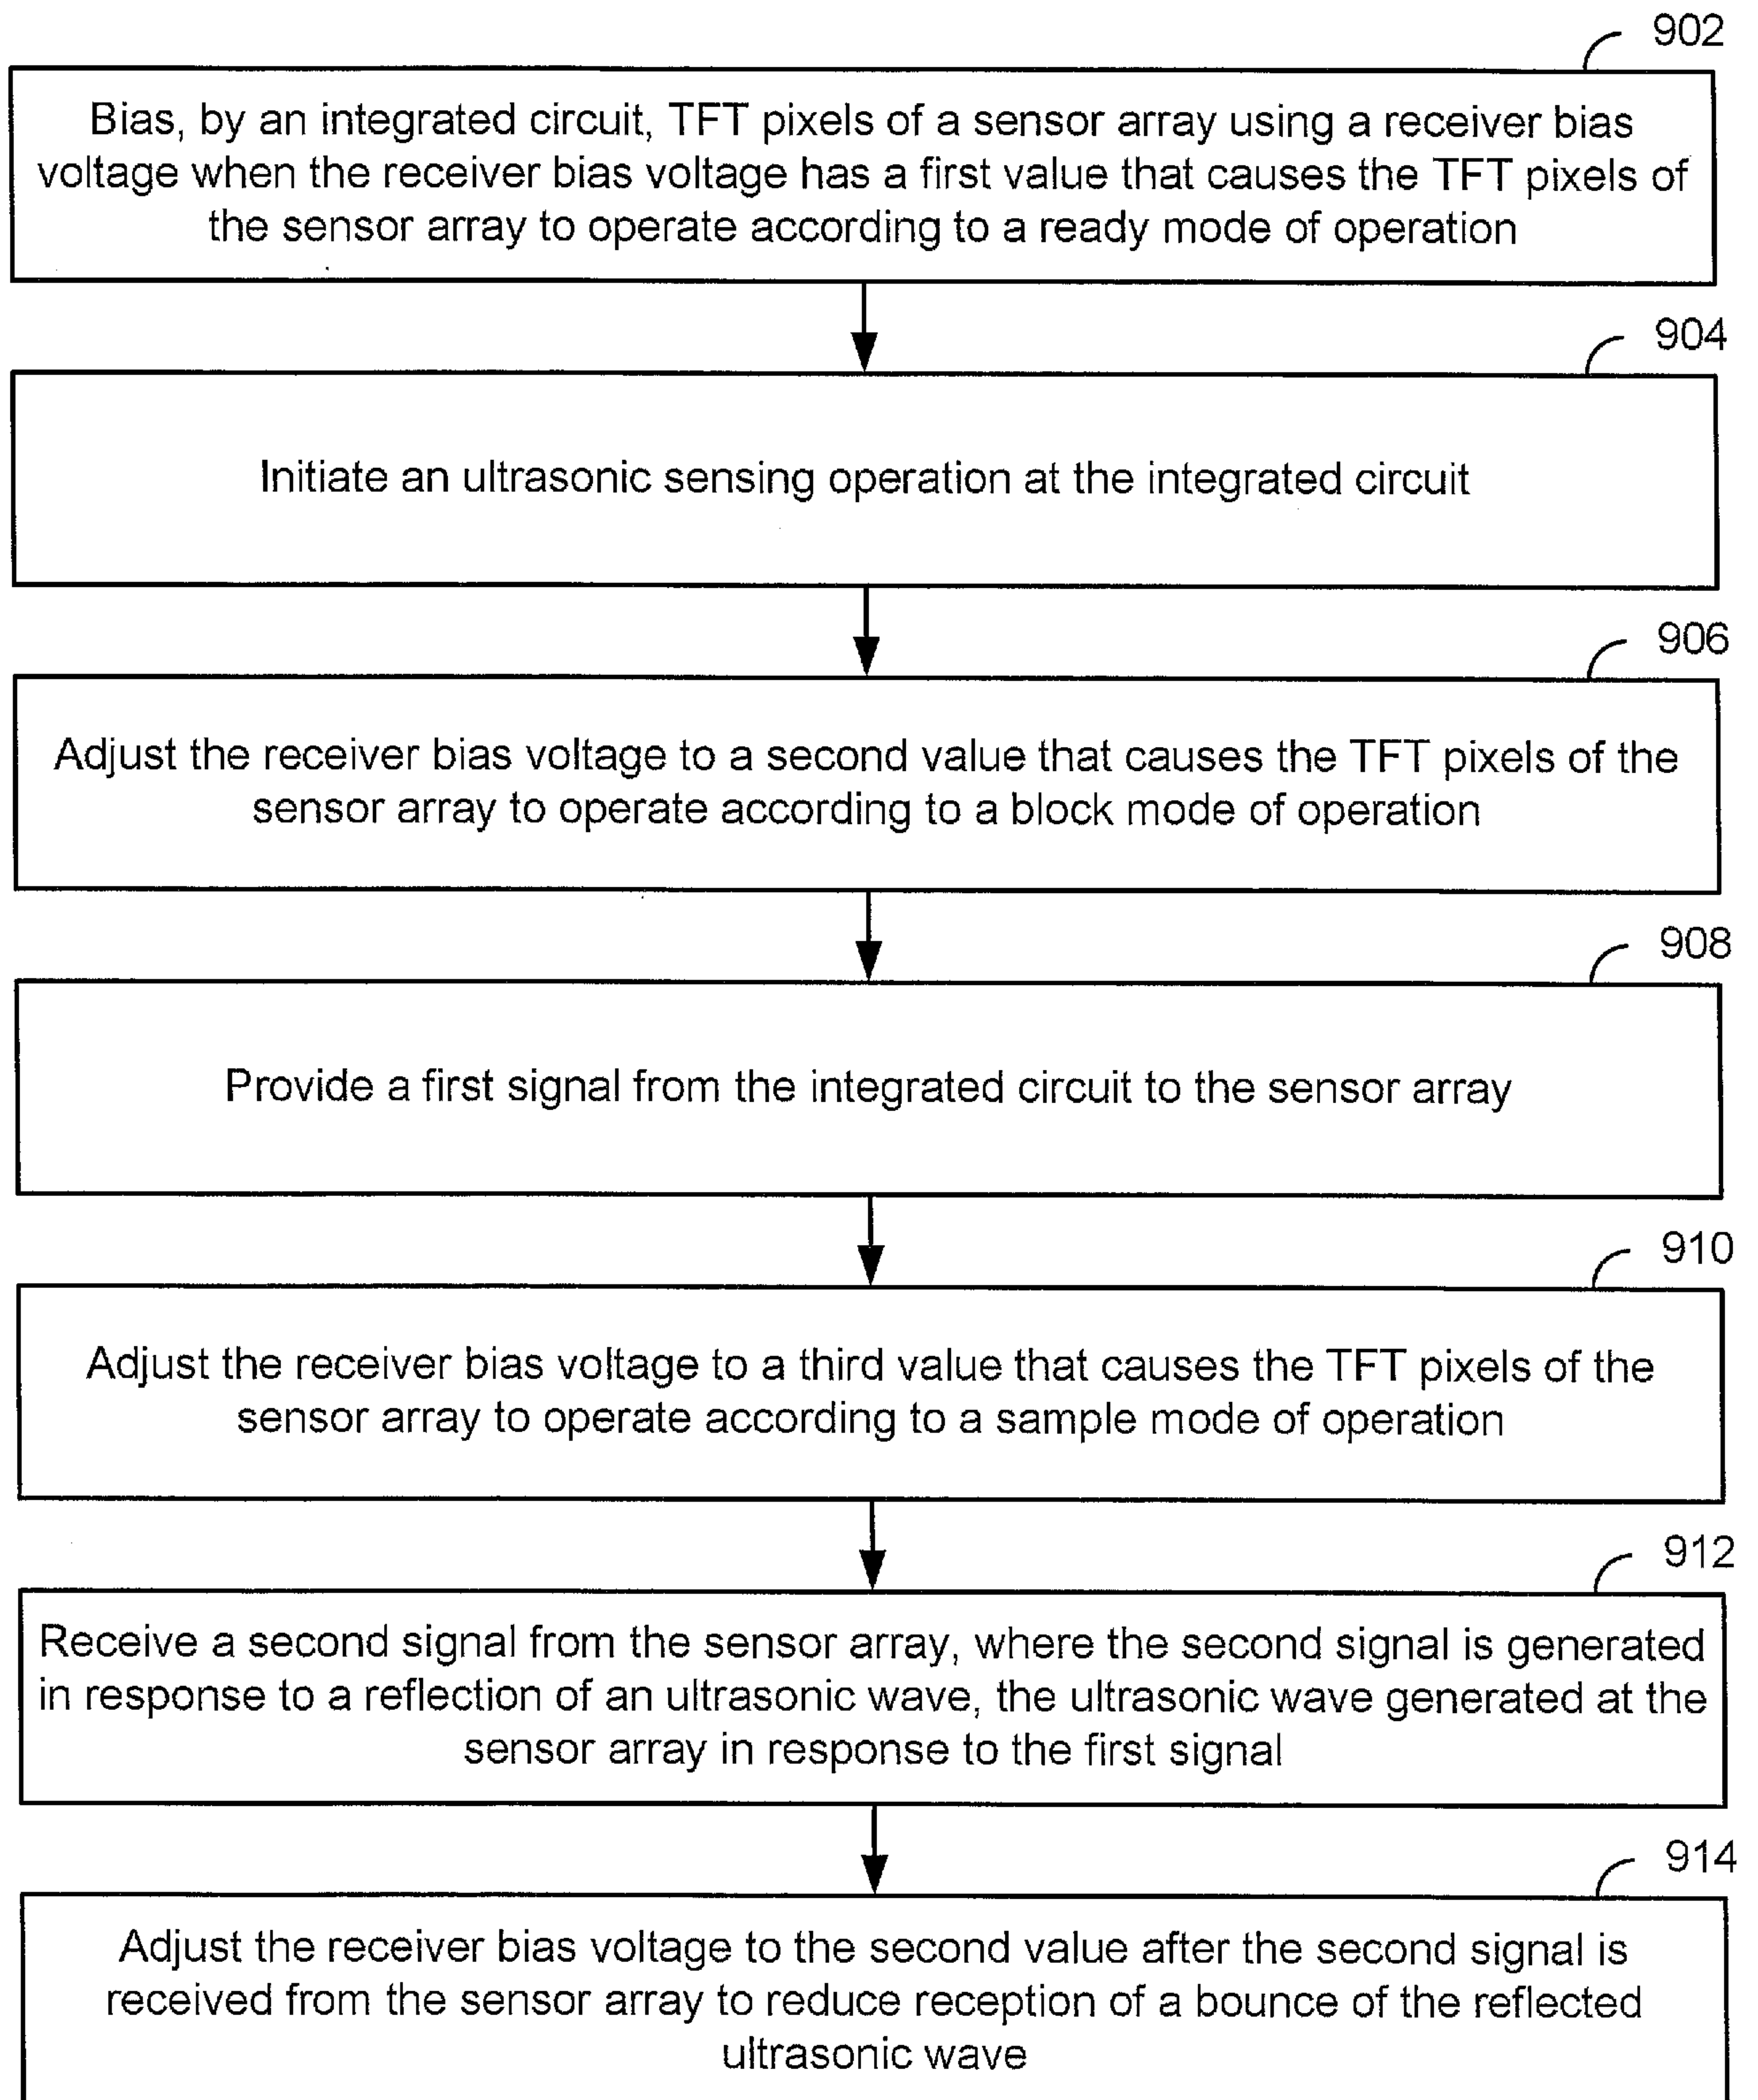 902
Bias, by an integrated circuit, TFT pixels of a sensor array using a receiver bias
voltage when the receiver bias voltage has a first value that causes the TFT pixels of
the sensor array to operate according to a ready mode of operation
904
Initiate an ultrasonic sensing operation at the integrated circuit
906
Adjust the receiver bias voltage to a second value that causes the TFT pixels of the
sensor array to operate according to a block mode of operation
908
Provide a first signal from the integrated circuit to the sensor array
910
Adjust the receiver bias voltage to a third value that causes the TFT pixels of the
sensor array to operate according to a sample mode of operation
912
Receive a second signal from the sensor array, where the second signal is generated
in response to a reflection of an ultrasonic wave, the ultrasonic wave generated at the
sensor array in response to the first signal
914
Adjust the receiver bias voltage to the second value after the second signal is
received from the sensor array to reduce reception of a bounce of the reflected
ultrasonic wave